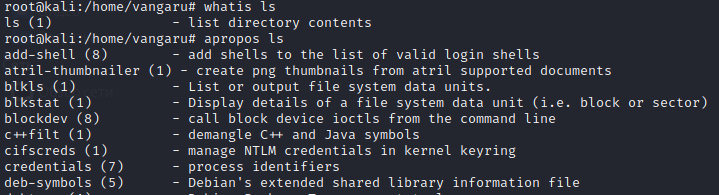 root@kali:/home/vangaru# whatis ls
ls (1)               - list directory contents
root@kali:/home/vangaru# apropos ls
add-shell (8)        - add shells to the list of valid login shells
atril-thumbnailer (1) - create png thumbnails from atril supported documents
blkls (1)            - List or output file system data units.
blkstat (1)          - Display details of a file system data unit (i.e. block or sector)
blockdev (8)         - call block device ioctls from the command line
c++filt (1)          - demangle C++ and Java symbols
cifscreds (1)        - manage NTLM credentials in kernel keyring
credentials (7)      - process identifiers
deb-symbols (5)      - Debian's extended shared library information file